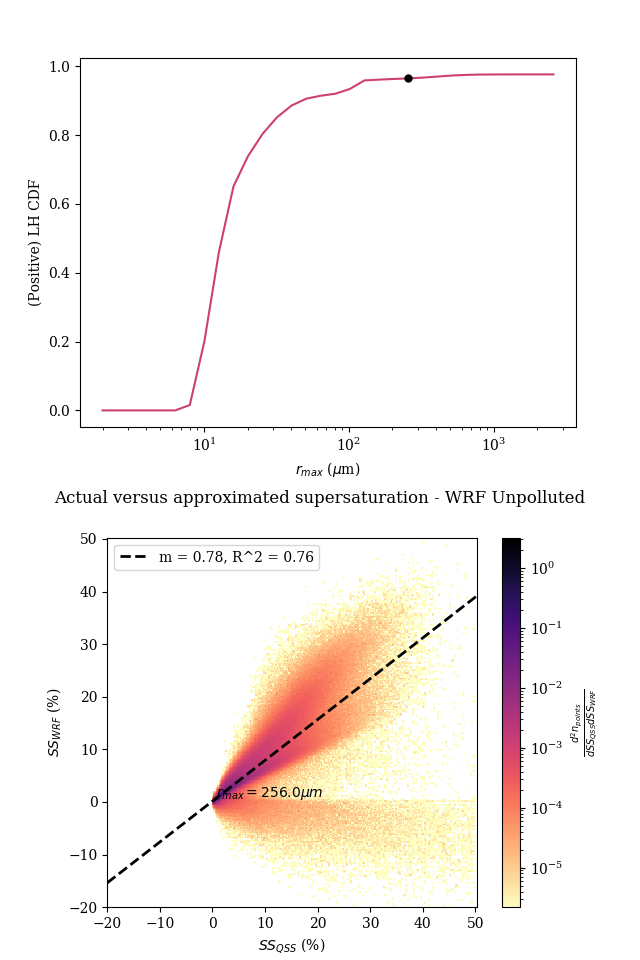 1.0
0.8
0.6
0.4
0.2
0.0
(Positive) LH CDF
10^1 10^2 10^3
r_max (μm)
Actual versus approximated supersaturation - WRF Unpolluted
50
40
30
20
10
0
−10
−20
SS_WRF (%)
m = 0.78, R^2 = 0.76
r_max = 256.0μm
−20 −10 0 10 20 30 40 50
SS_QSS (%)
10^0
10^−1
10^−2
10^−3
10^−4
10^−5
d²n_points
dSS_QSS dSS_WRF